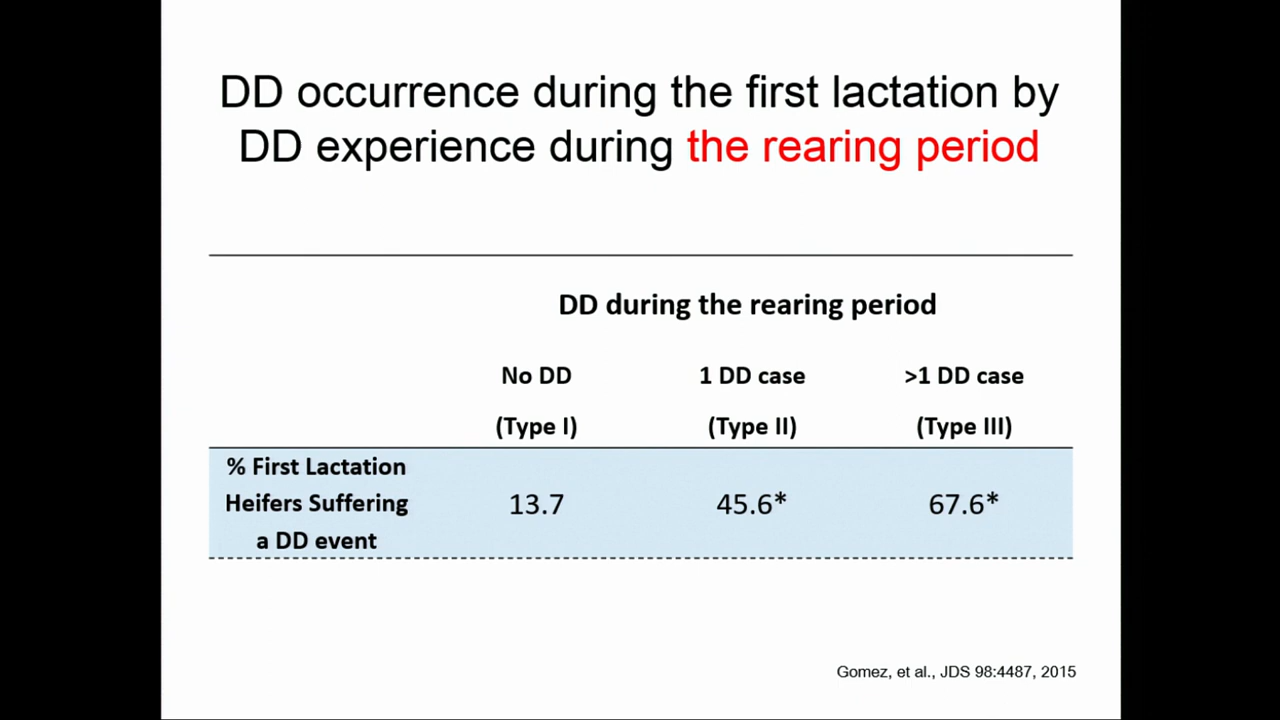 DD occurrence during the first lactation by
DD experience during the rearing period
DD during the rearing period
No DD 1 DD case >1 DD case
(Type I) (Type II) (Type III)
% First Lactation
Heifers Suffering 13.7 45.6* 67.6*
a DD event
Gomez, et al., JDS 98:4487, 2015